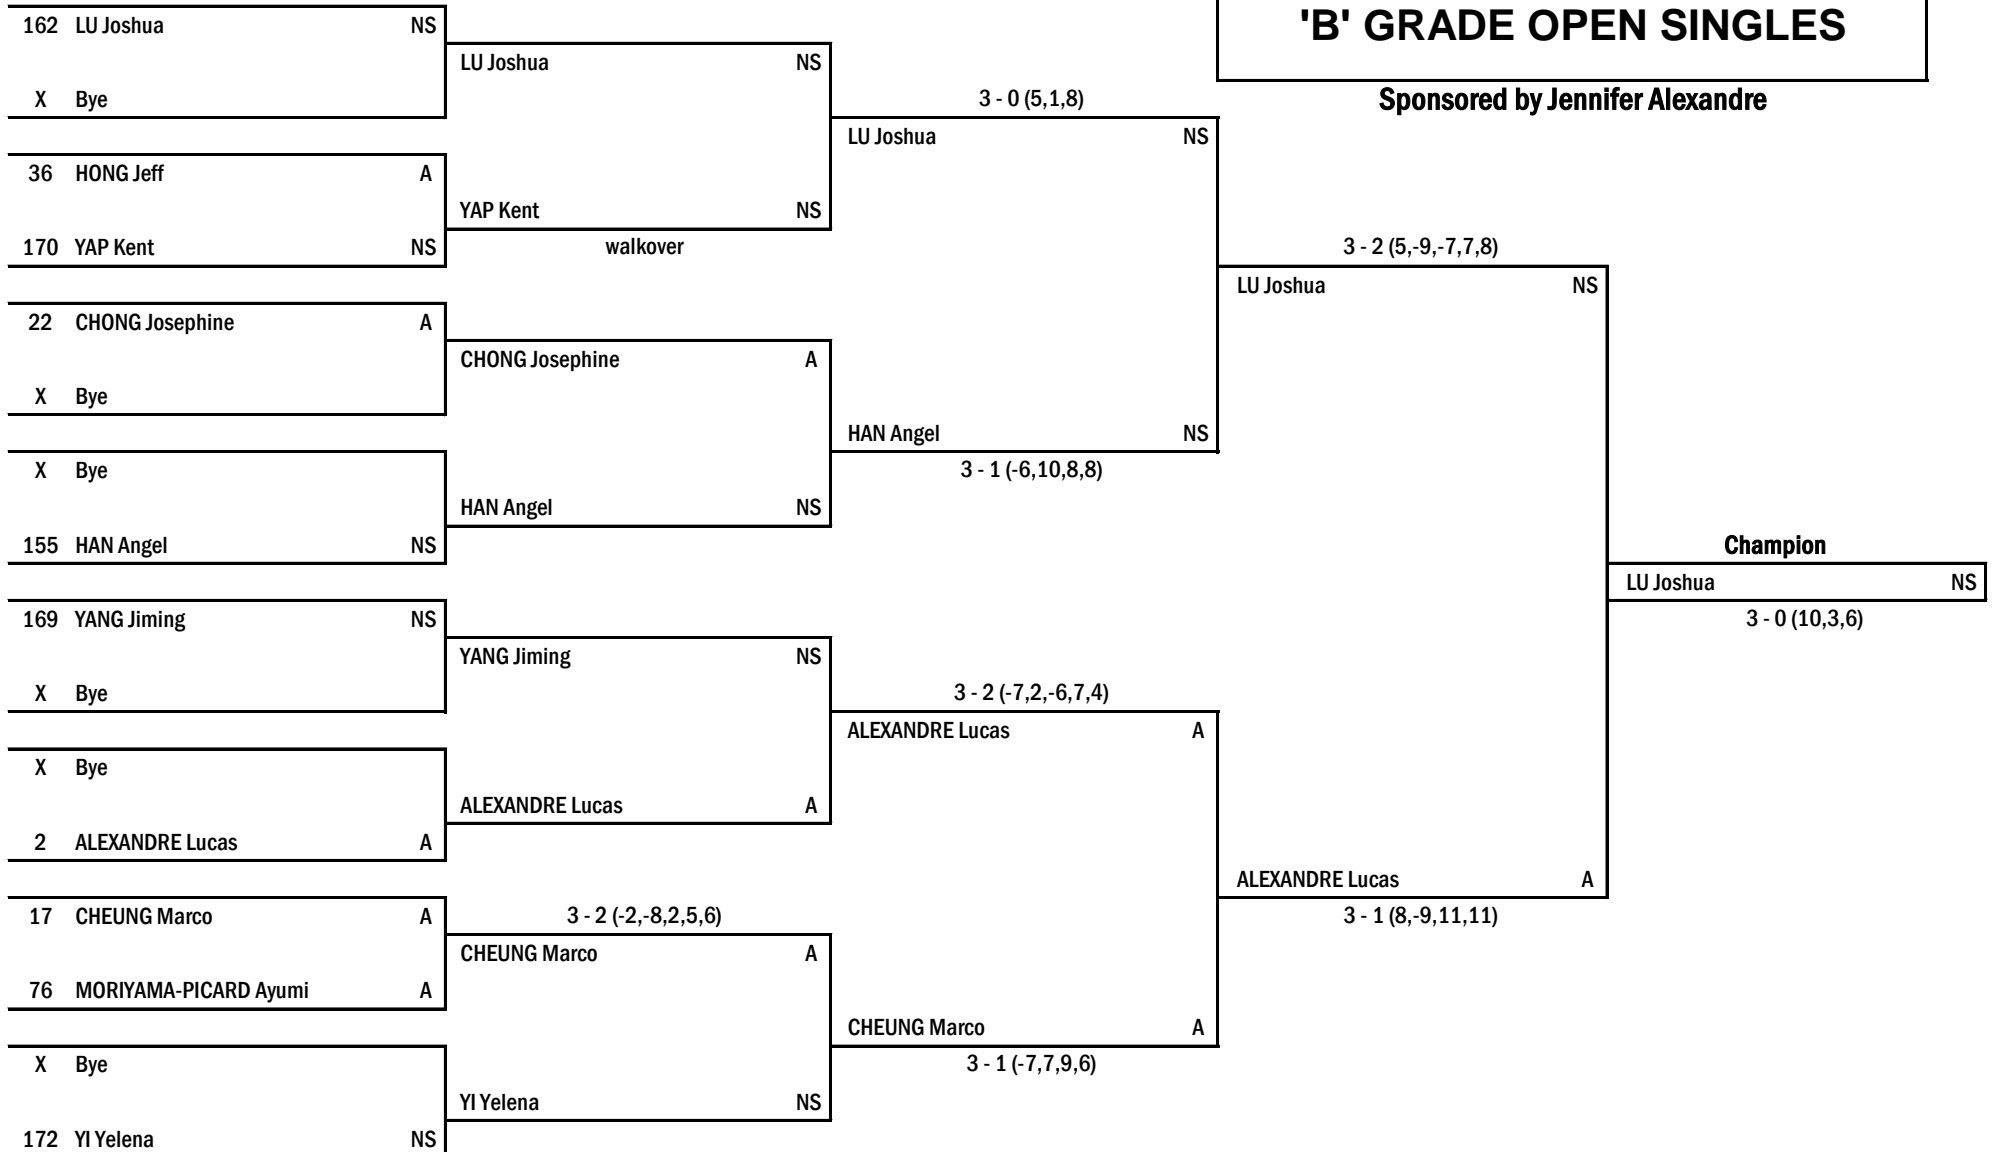 'B' GRADE OPEN SINGLES
Sponsored by Jennifer Alexandre
162 LU Joshua NS
LU Joshua NS
X Bye
3 - 0 (5,1,8)
LU Joshua NS
36 HONG Jeff A
YAP Kent NS
170 YAP Kent NS
walkover
3 - 2 (5,-9,-7,7,8)
LU Joshua NS
22 CHONG Josephine A
CHONG Josephine A
X Bye
HAN Angel NS
X Bye
3 - 1 (-6,10,8,8)
HAN Angel NS
155 HAN Angel NS
Champion
LU Joshua NS
3 - 0 (10,3,6)
169 YANG Jiming NS
YANG Jiming NS
X Bye
3 - 2 (-7,2,-6,7,4)
ALEXANDRE Lucas A
X Bye
ALEXANDRE Lucas A
2 ALEXANDRE Lucas A
ALEXANDRE Lucas A
17 CHEUNG Marco A
3 - 2 (-2,-8,2,5,6)
3 - 1 (8,-9,11,11)
CHEUNG Marco A
76 MORIYAMA-PICARD Ayumi A
CHEUNG Marco A
X Bye
3 - 1 (-7,7,9,6)
YI Yelena NS
172 YI Yelena NS